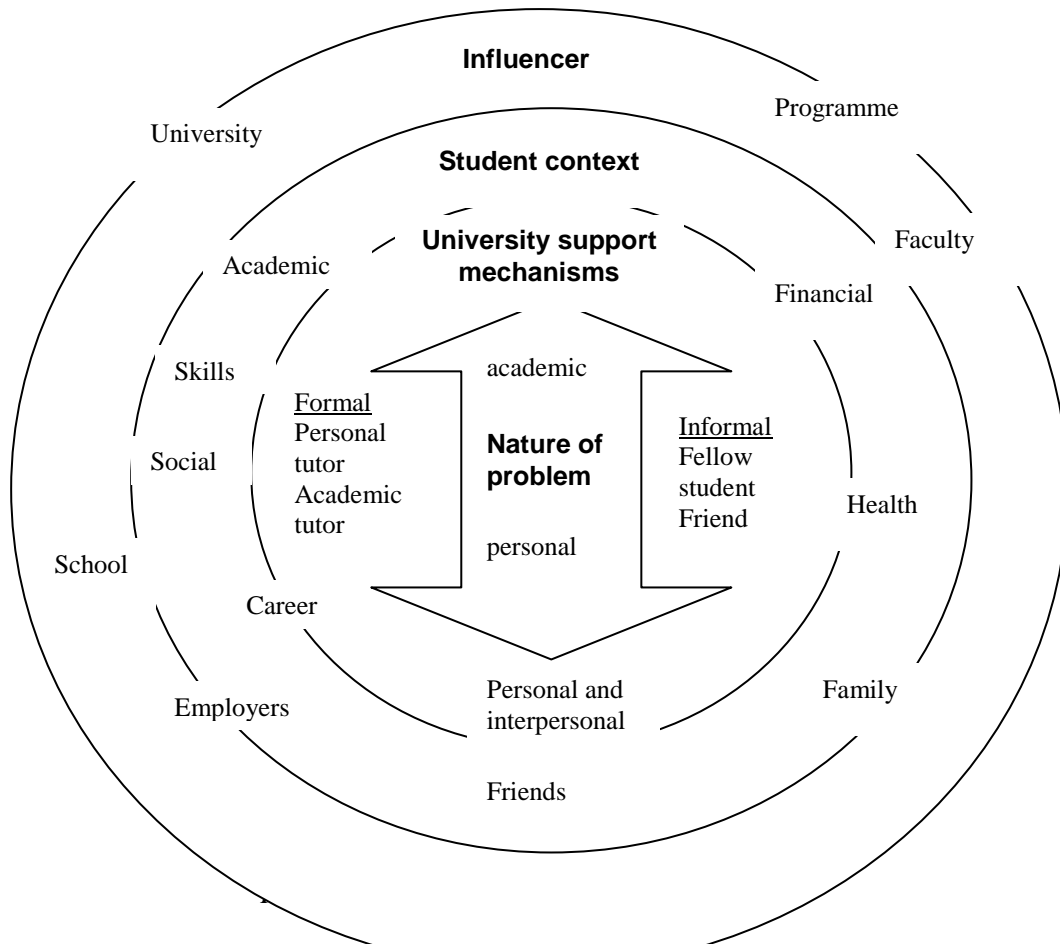 Influencer
Programme
University
Student context
University support
mechanisms
Faculty
Academic
Financial
Skills
academic
Formal
Personal
tutor
Academic
tutor
Nature of
problem
Informal
Fellow
student
Friend
Social
Health
personal
School
Career
Personal and
interpersonal
Family
Employers
Friends